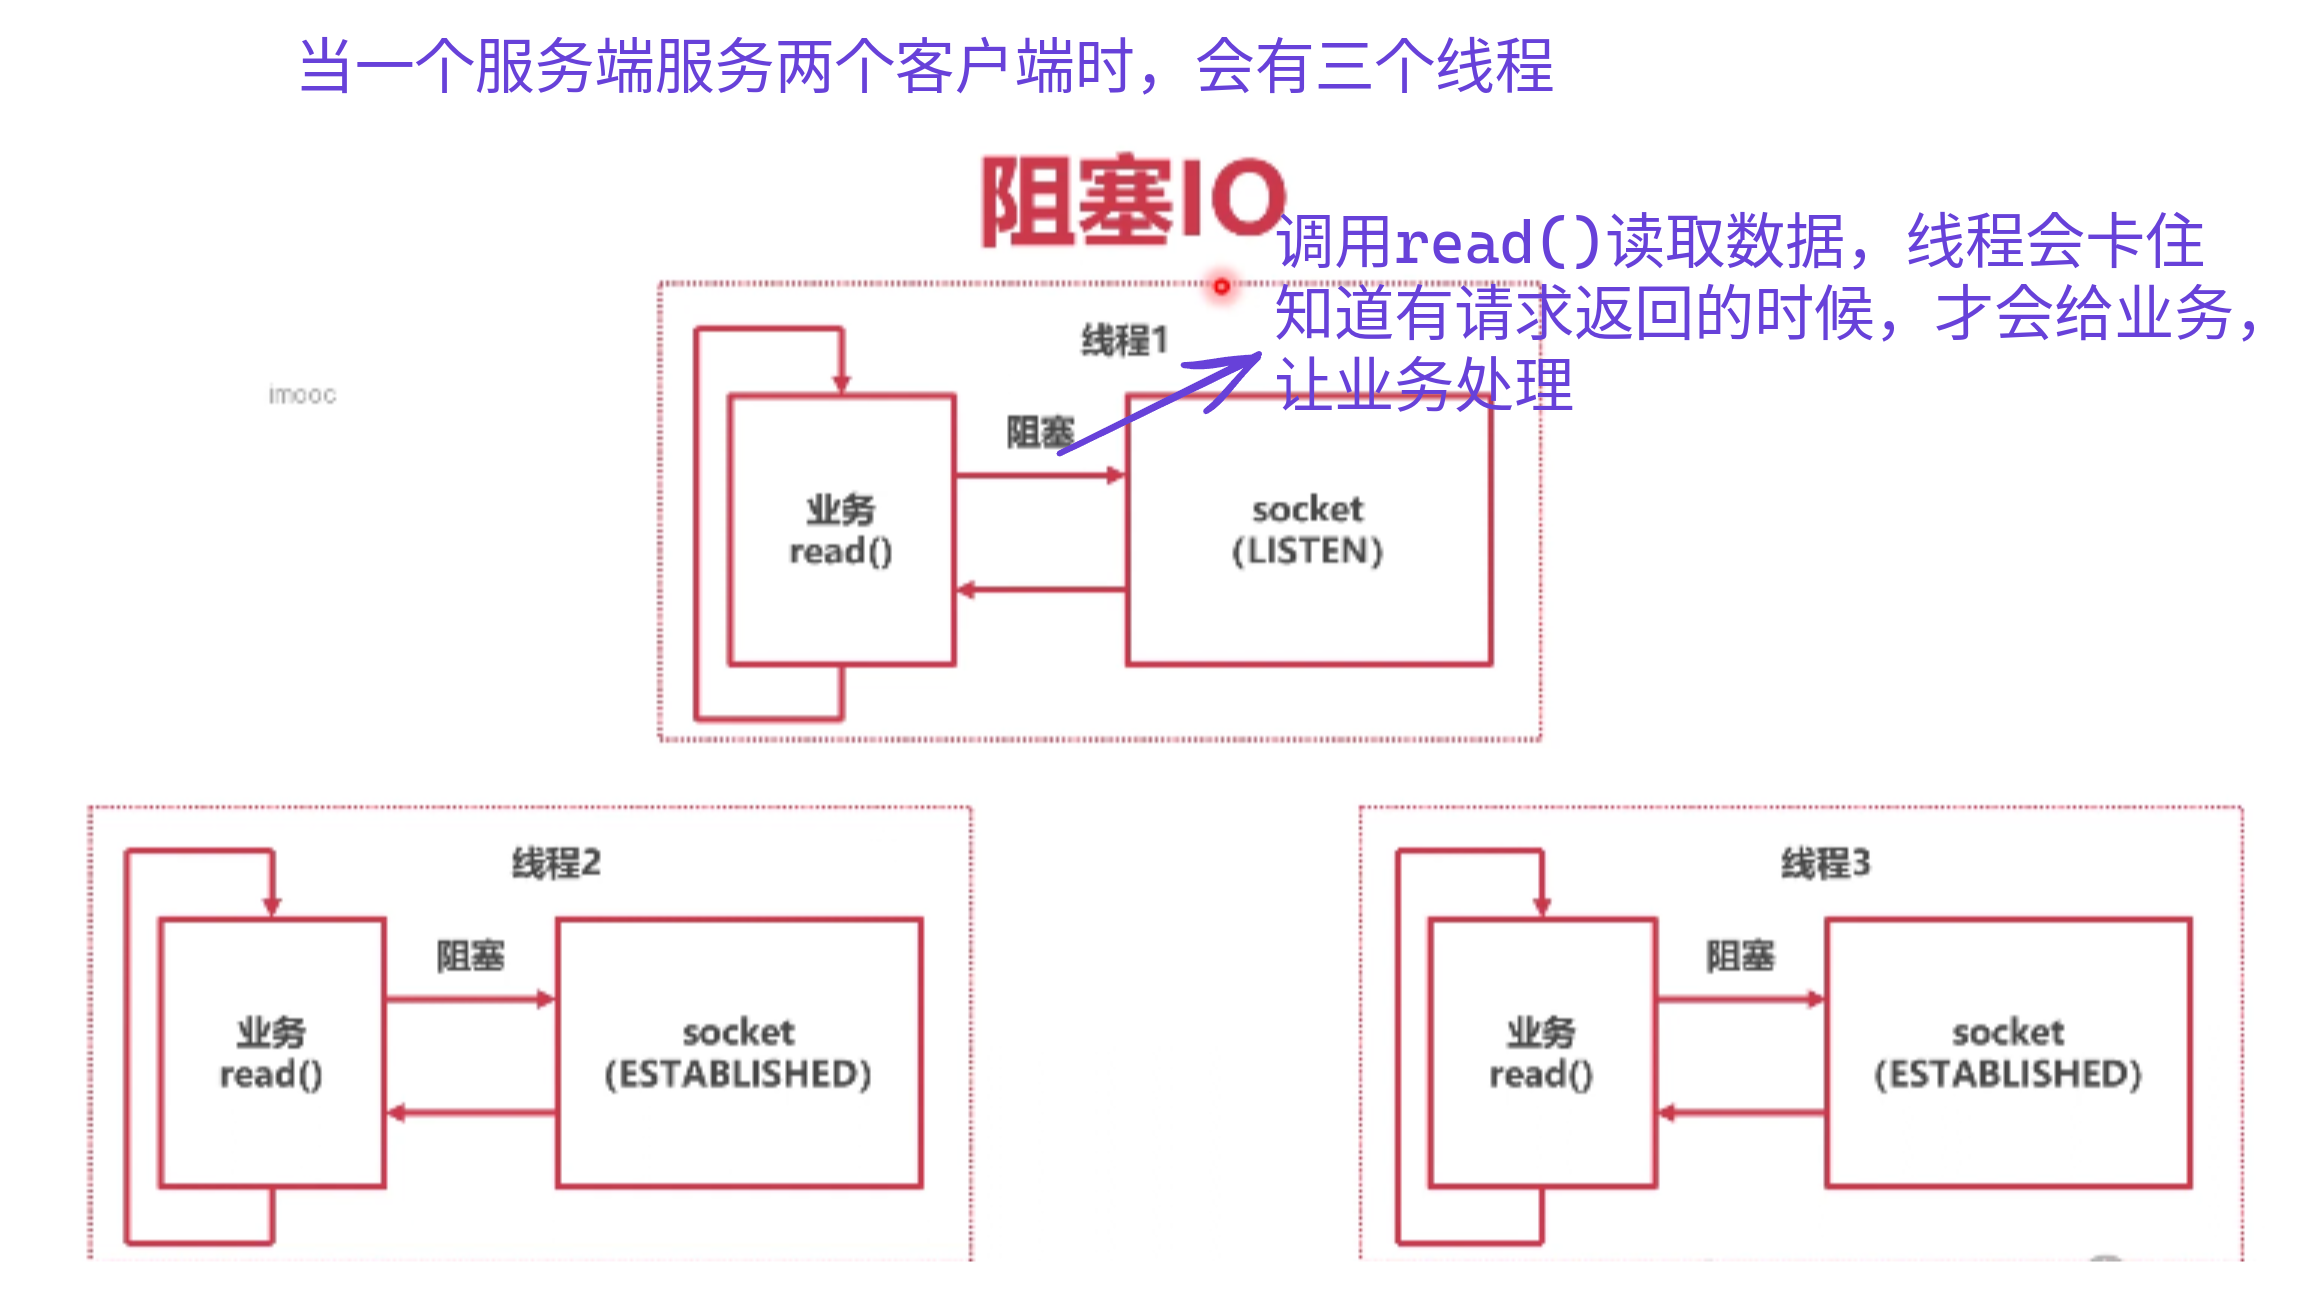 当一个服务端服务两个客户端时，会有三个线程
阻塞IO
调用read()读取数据，线程会卡住
知道有请求返回的时候，才会给业务，
让业务处理
线程1
imooc
阻塞
业务
read()
socket
(LISTEN)
线程2
阻塞
业务
read()
socket
(ESTABLISHED)
线程3
阻塞
业务
read()
socket
(ESTABLISHED)